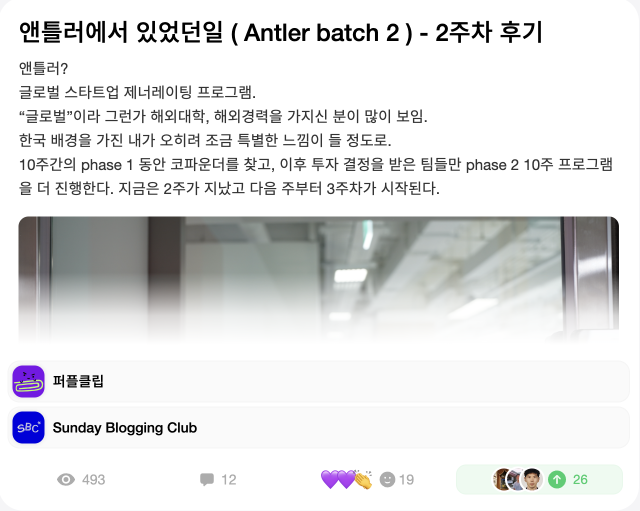 앤틀러에서 있었던일 ( Antler batch 2 ) - 2주차 후기
앤틀러?
글로벌 스타트업 제너레이팅 프로그램.
“글로벌”이라 그런가 해외대학, 해외경력을 가지신 분이 많이 보임.
한국 배경을 가진 내가 오히려 조금 특별한 느낌이 들 정도로.
10주간의 phase 1 동안 코파운더를 찾고, 이후 투자 결정을 받은 팀들만 phase 2 10주 프로그램
을 더 진행한다. 지금은 2주가 지났고 다음 주부터 3주차가 시작된다.
퍼플클립
SBC
Sunday Blogging Club
493
12
19
26